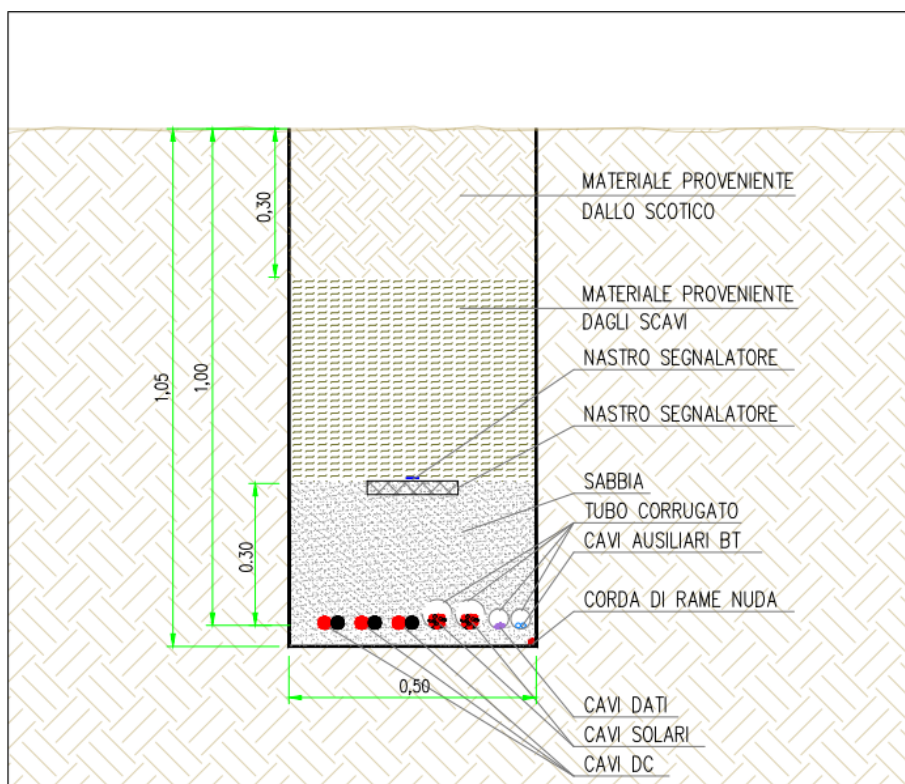 MATERIALE PROVENIENTE
DALLO SCOTICO
MATERIALE PROVENIENTE
DAGLI SCAVI
NASTRO SEGNALATORE
NASTRO SEGNALATORE
SABBIA
TUBO CORRUGATO
CAVI AUSILIARI BT
CORDA DI RAME NUDA
CAVI DATI
CAVI SOLARI
CAVI DC
1,05
1,00
0,30
0.30
0,50